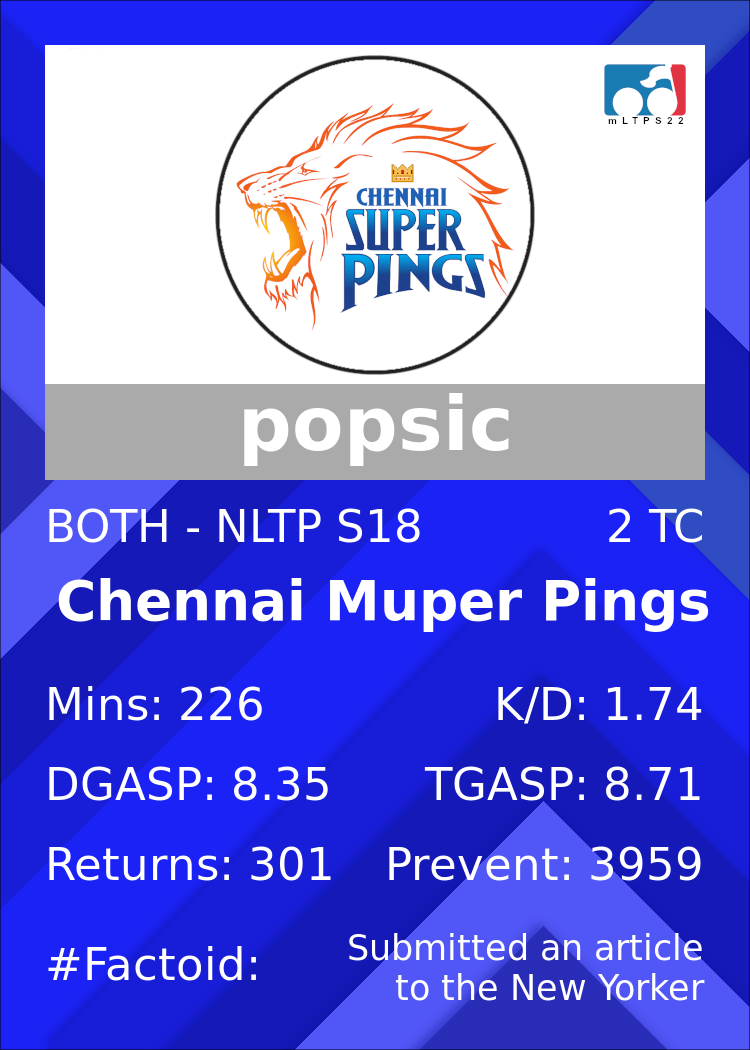 mLTPS22
CHENNAI
SUPER
PINGS
popsic
BOTH - NLTP S18 2 TC
Chennai Muper Pings
Mins: 226 K/D: 1.74
DGASP: 8.35 TGASP: 8.71
Returns: 301 Prevent: 3959
#Factoid: Submitted an article
to the New Yorker